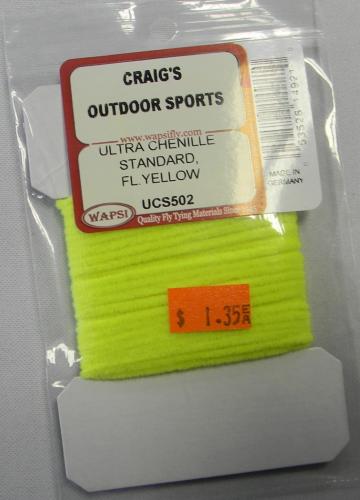 CRAIG'S
OUTDOOR SPORTS
www.wapsifly.com
ULTRA CHENILLE
STANDARD,
FL.YELLOW
UCS502
WAPSI
Quality Fly Tying Materials
MADE IN
GERMANY
$ 1.35 EA